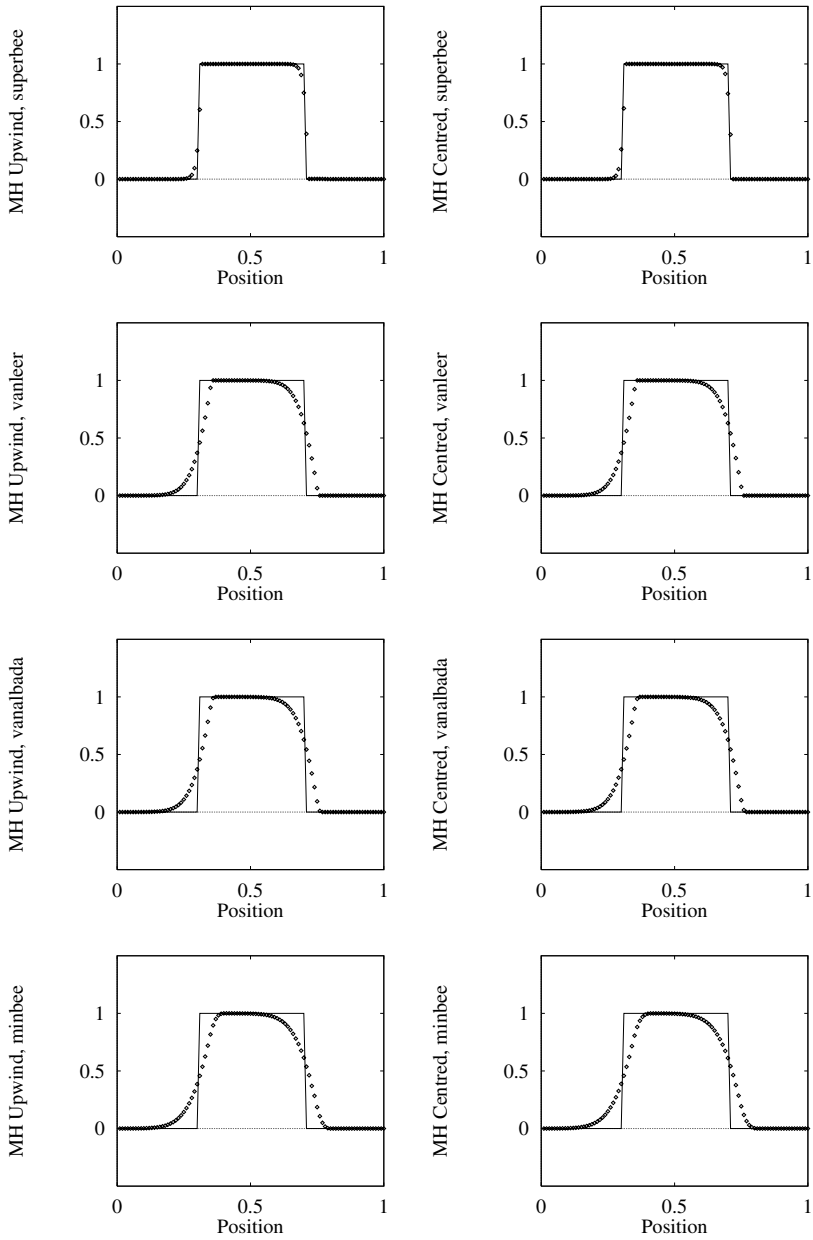 MH Upwind, superbee
1
0.5
0
0 0.5 1
Position
MH Centred, superbee
1
0.5
0
0 0.5 1
Position
MH Upwind, vanleer
1
0.5
0
0 0.5 1
Position
MH Centred, vanleer
1
0.5
0
0 0.5 1
Position
MH Upwind, vanalbada
1
0.5
0
0 0.5 1
Position
MH Centred, vanalbada
1
0.5
0
0 0.5 1
Position
MH Upwind, minbee
1
0.5
0
0 0.5 1
Position
MH Centred, minbee
1
0.5
0
0 0.5 1
Position